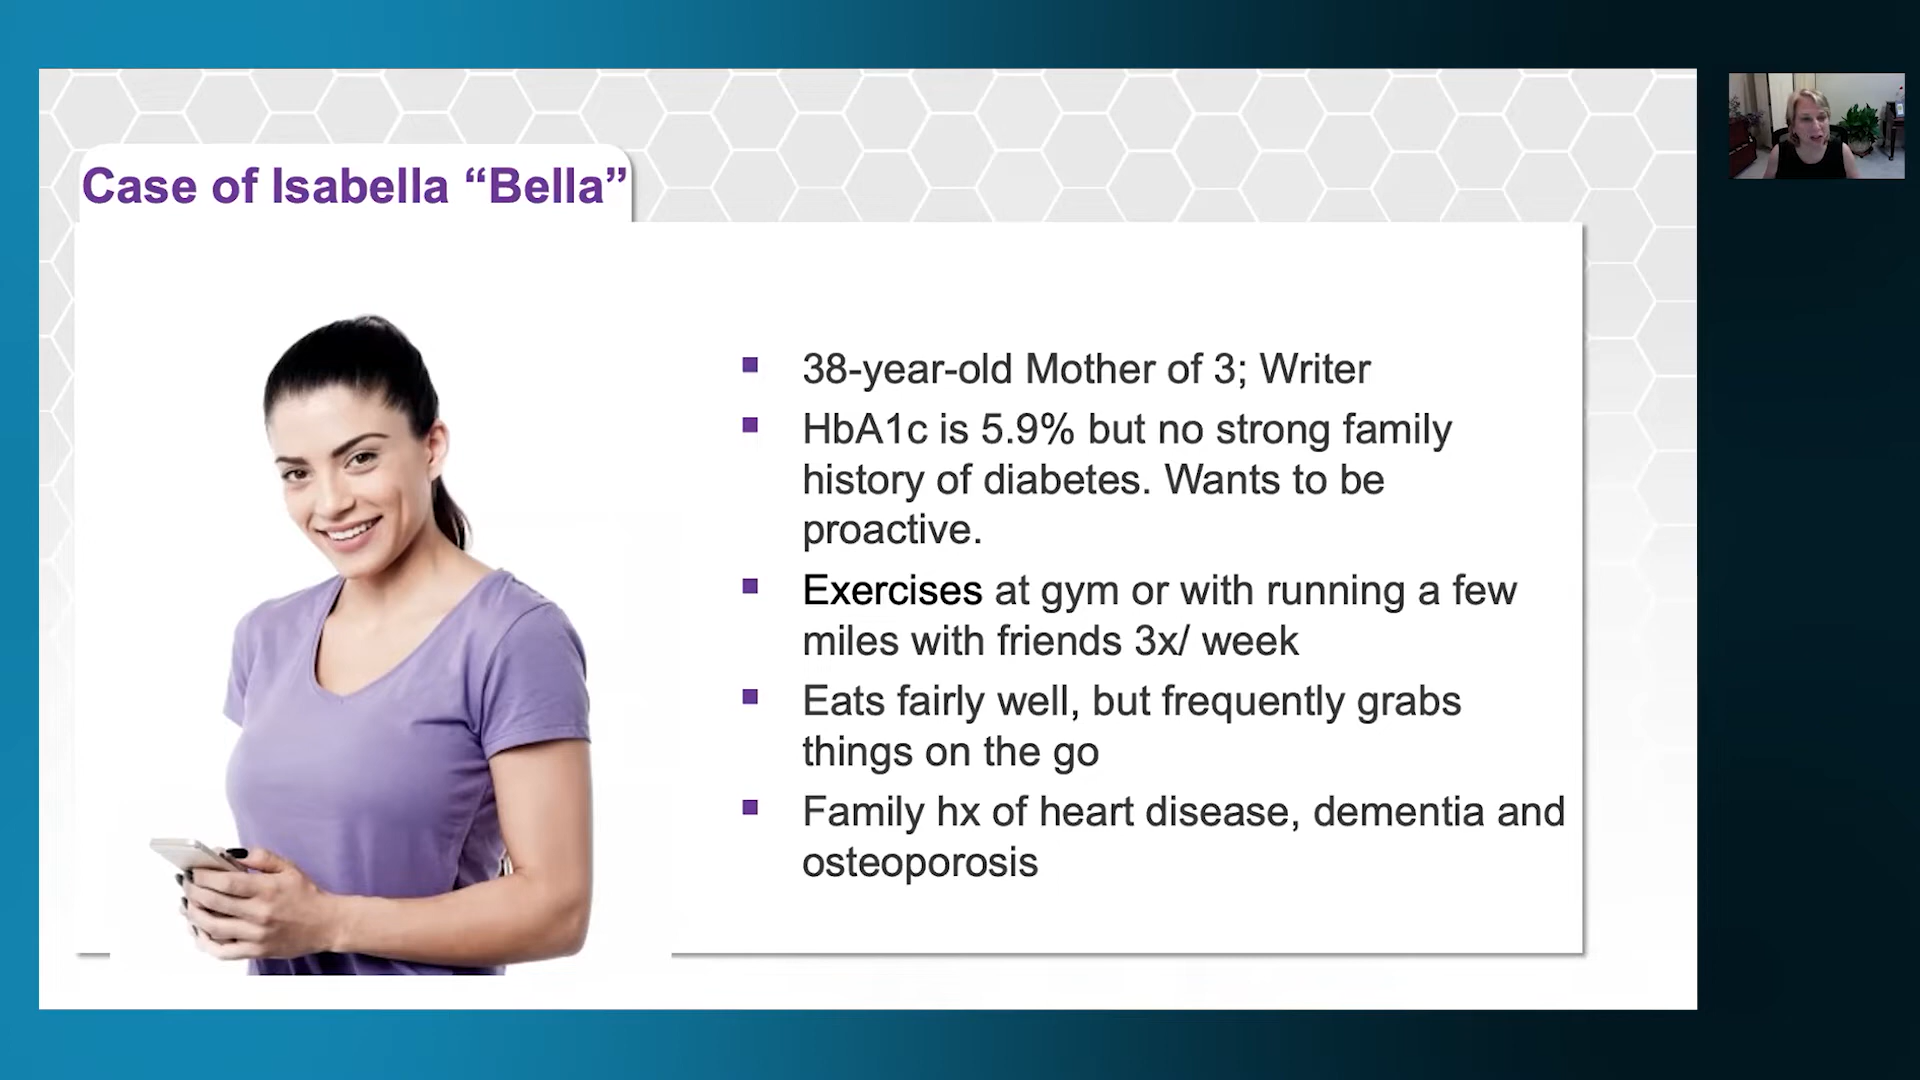 Case of Isabella “Bella”
38-year-old Mother of 3; Writer
HbA1c is 5.9% but no strong family
history of diabetes. Wants to be
proactive.
Exercises at gym or with running a few
miles with friends 3x/ week
Eats fairly well, but frequently grabs
things on the go
Family hx of heart disease, dementia and
osteoporosis